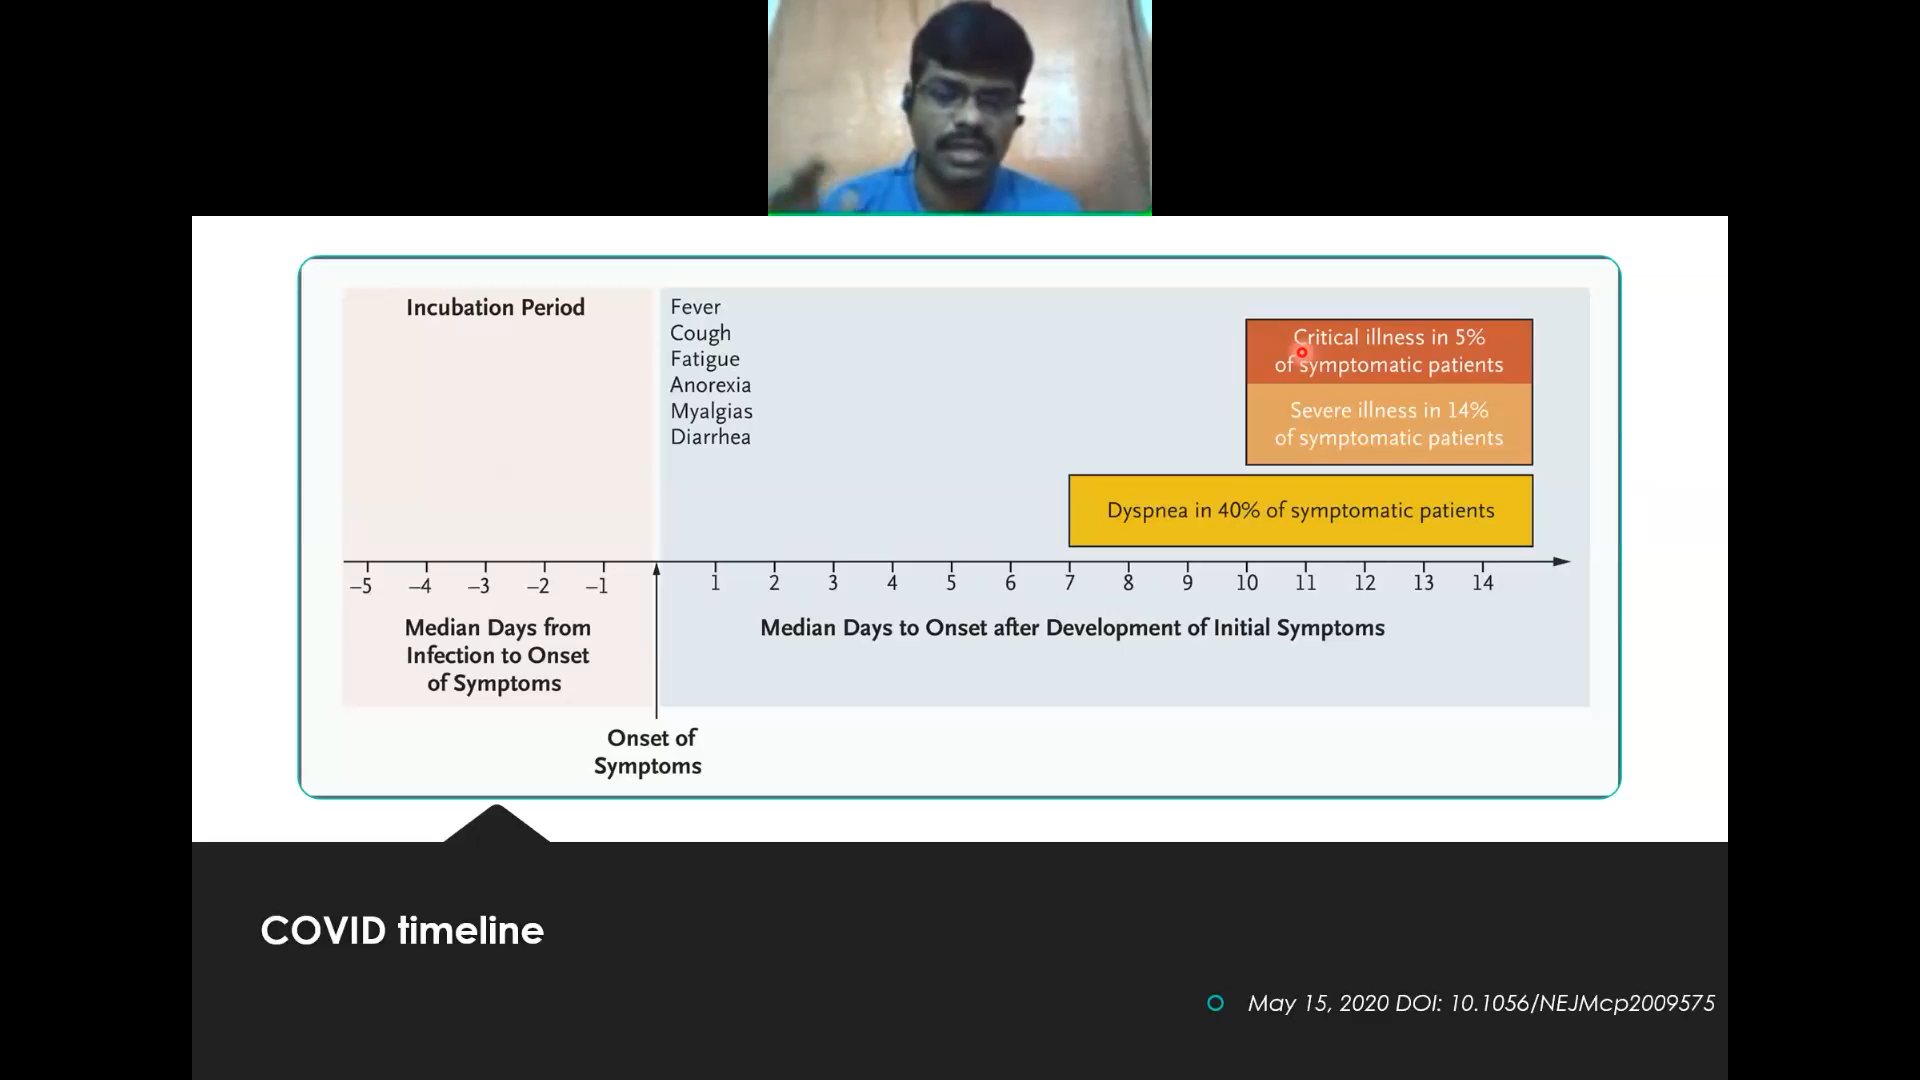 Incubation Period
Fever
Cough
Fatigue
Anorexia
Myalgias
Diarrhea
Critical illness in 5%
of symptomatic patients
Severe illness in 14%
of symptomatic patients
Dyspnea in 40% of symptomatic patients
–5 –4 –3 –2 –1 1 2 3 4 5 6 7 8 9 10 11 12 13 14
Median Days from
Infection to Onset
of Symptoms
Median Days to Onset after Development of Initial Symptoms
Onset of
Symptoms
COVID timeline
May 15, 2020 DOI: 10.1056/NEJMcp2009575